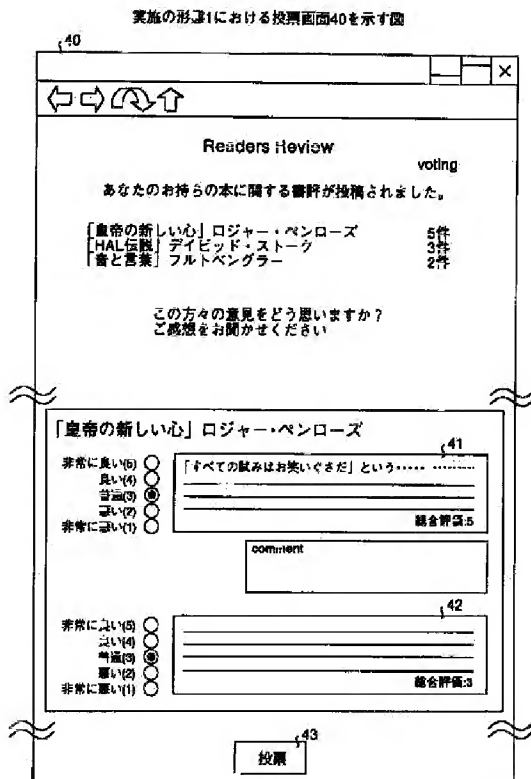 実施の形態1における投票画面40を示す図
40
Readers Review
voting
あなたのお持ちの本に関する書評が投稿されました。
「皇帝の新しい心」ロジャー・ペンローズ 5件
「HAL伝説」デイビッド・ストーク 3件
「音と言葉」フルトベングラー 2件
この方々の意見をどう思いますか?
ご感想をお聞かせください
「皇帝の新しい心」ロジャー・ペンローズ
41
非常に良い(5)
良い(4)
普通(3)
悪い(2)
非常に悪い(1)
「すべての試みはお笑いぐさだ」という‥‥‥ ‥‥‥‥
総合評価:5
comment
42
非常に良い(5)
良い(4)
普通(3)
悪い(2)
非常に悪い(1)
総合評価:3
43
投票